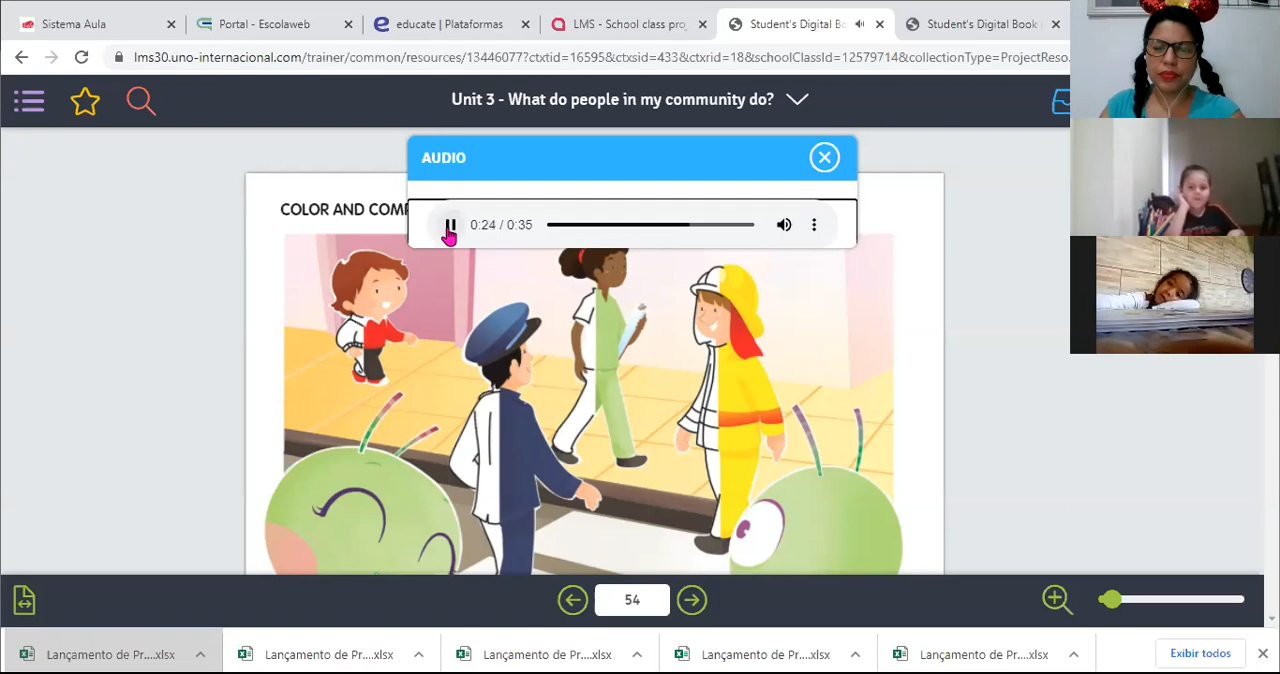 Sistema Aula
Portal - Escolaweb
educate | Plataformas
LMS - School class pro
Student's Digital Bo
Student's Digital Book
lms30.uno-internacional.com/trainer/common/resource/13446077?ctxtid=16595&ctxsid=433&ctxrid=18&schoolClassId=12579714&collectionType=ProjectReso...
Unit 3 - What do people in my community do?
AUDIO
0:24 / 0:35
COLOR AND COMP
54
Lançamento de Pr....xlsx
Lançamento de Pr....xlsx
Lançamento de Pr....xlsx
Lançamento de Pr....xlsx
Lançamento de Pr....xlsx
Exibir todos